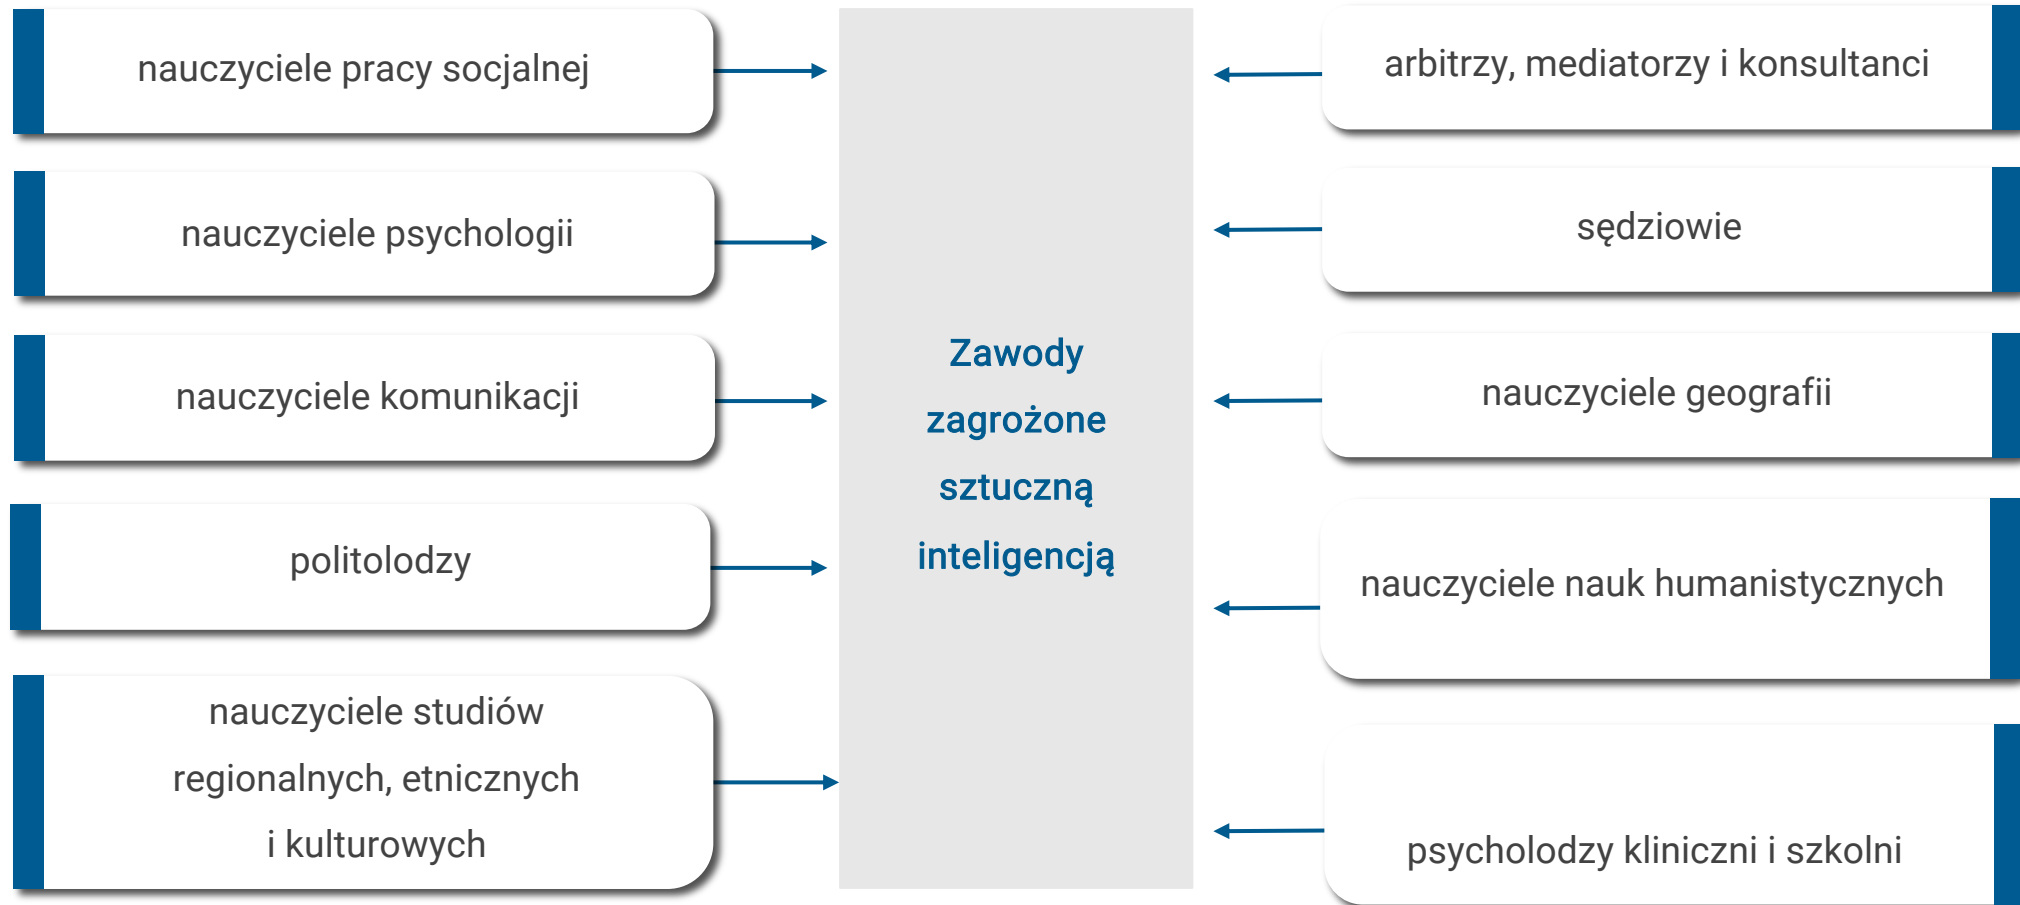 nauczyciele pracy socjalnej
nauczyciele psychologii
nauczyciele komunikacji
politolodzy
nauczyciele studiów
regionalnych, etnicznych
i kulturowych
Zawody
zagrożone
sztuczną
inteligencją
arbitrzy, mediatorzy i konsultanci
sędziowie
nauczyciele geografii
nauczyciele nauk humanistycznych
psycholodzy kliniczni i szkolni